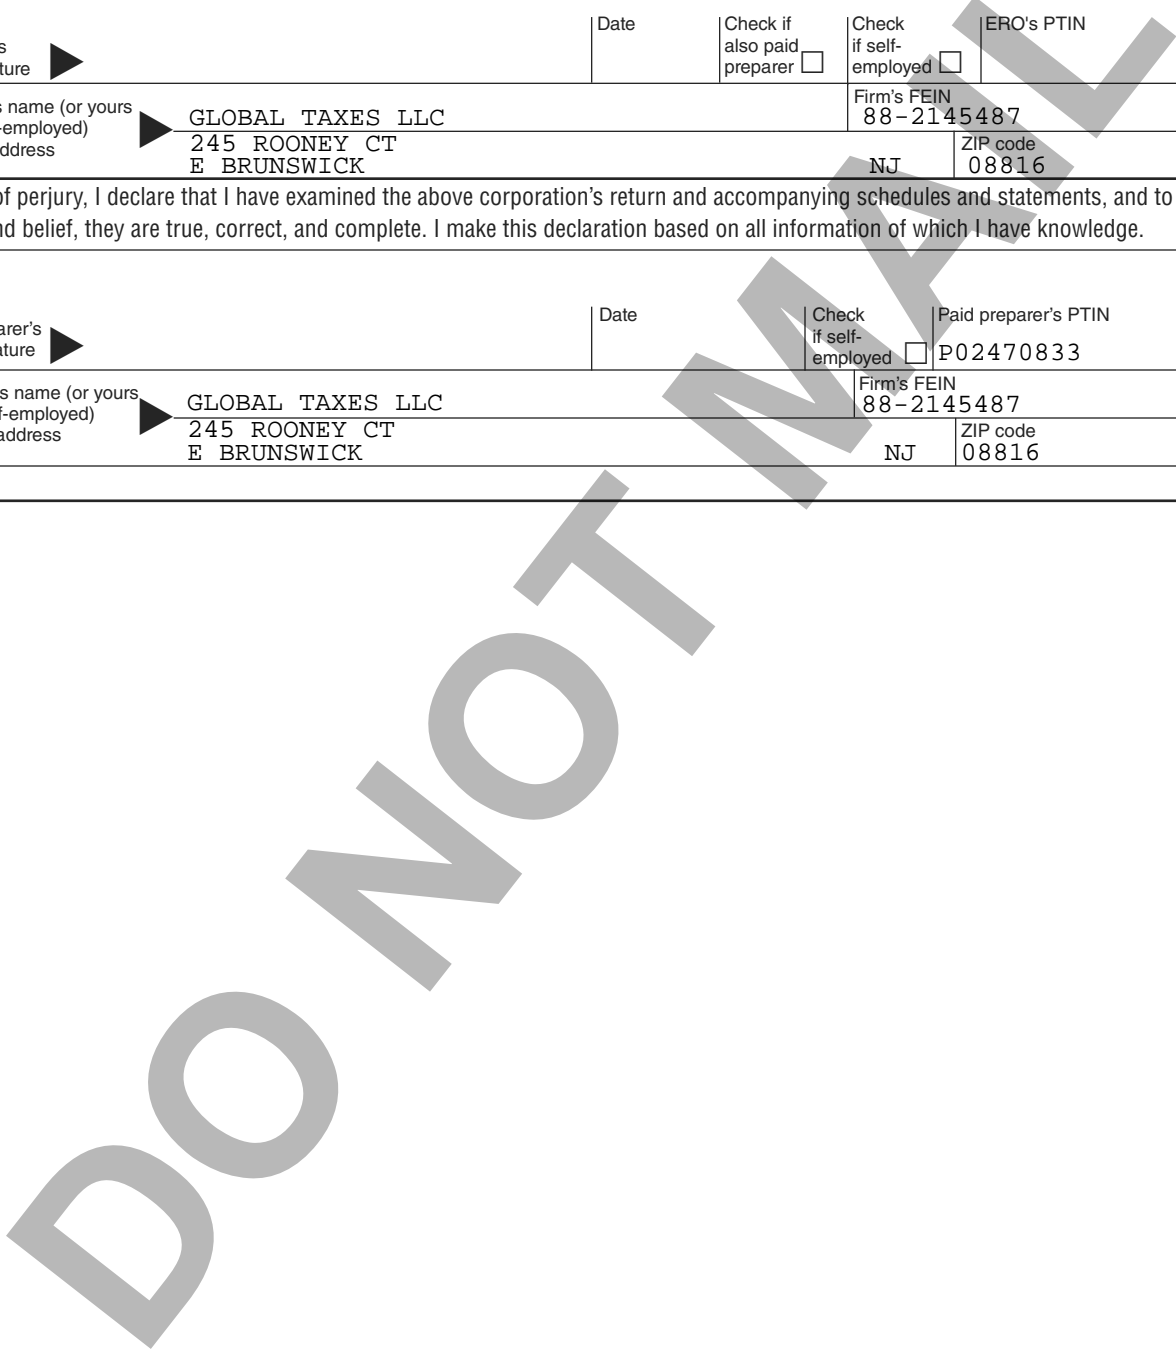 Date
Check if also paid preparer
Check if self-employed
ERO's PTIN
ture
name (or yours
-employed)
ddress
GLOBAL TAXES LLC
Firm's FEIN
88-2145487
245 ROONEY CT
E BRUNSWICK NJ
ZIP code
08816
of perjury, I declare that I have examined the above corporation’s return and accompanying schedules and statements, and to
nd belief, they are true, correct, and complete. I make this declaration based on all information of which I have knowledge.
arer’s
ature
Date
Check
if self-
employed
Paid preparer’s PTIN
P02470833
s name (or yours
f-employed)
address
GLOBAL TAXES LLC
Firm’s FEIN
88-2145487
245 ROONEY CT
E BRUNSWICK NJ
ZIP code
08816
DO NOT MAIL